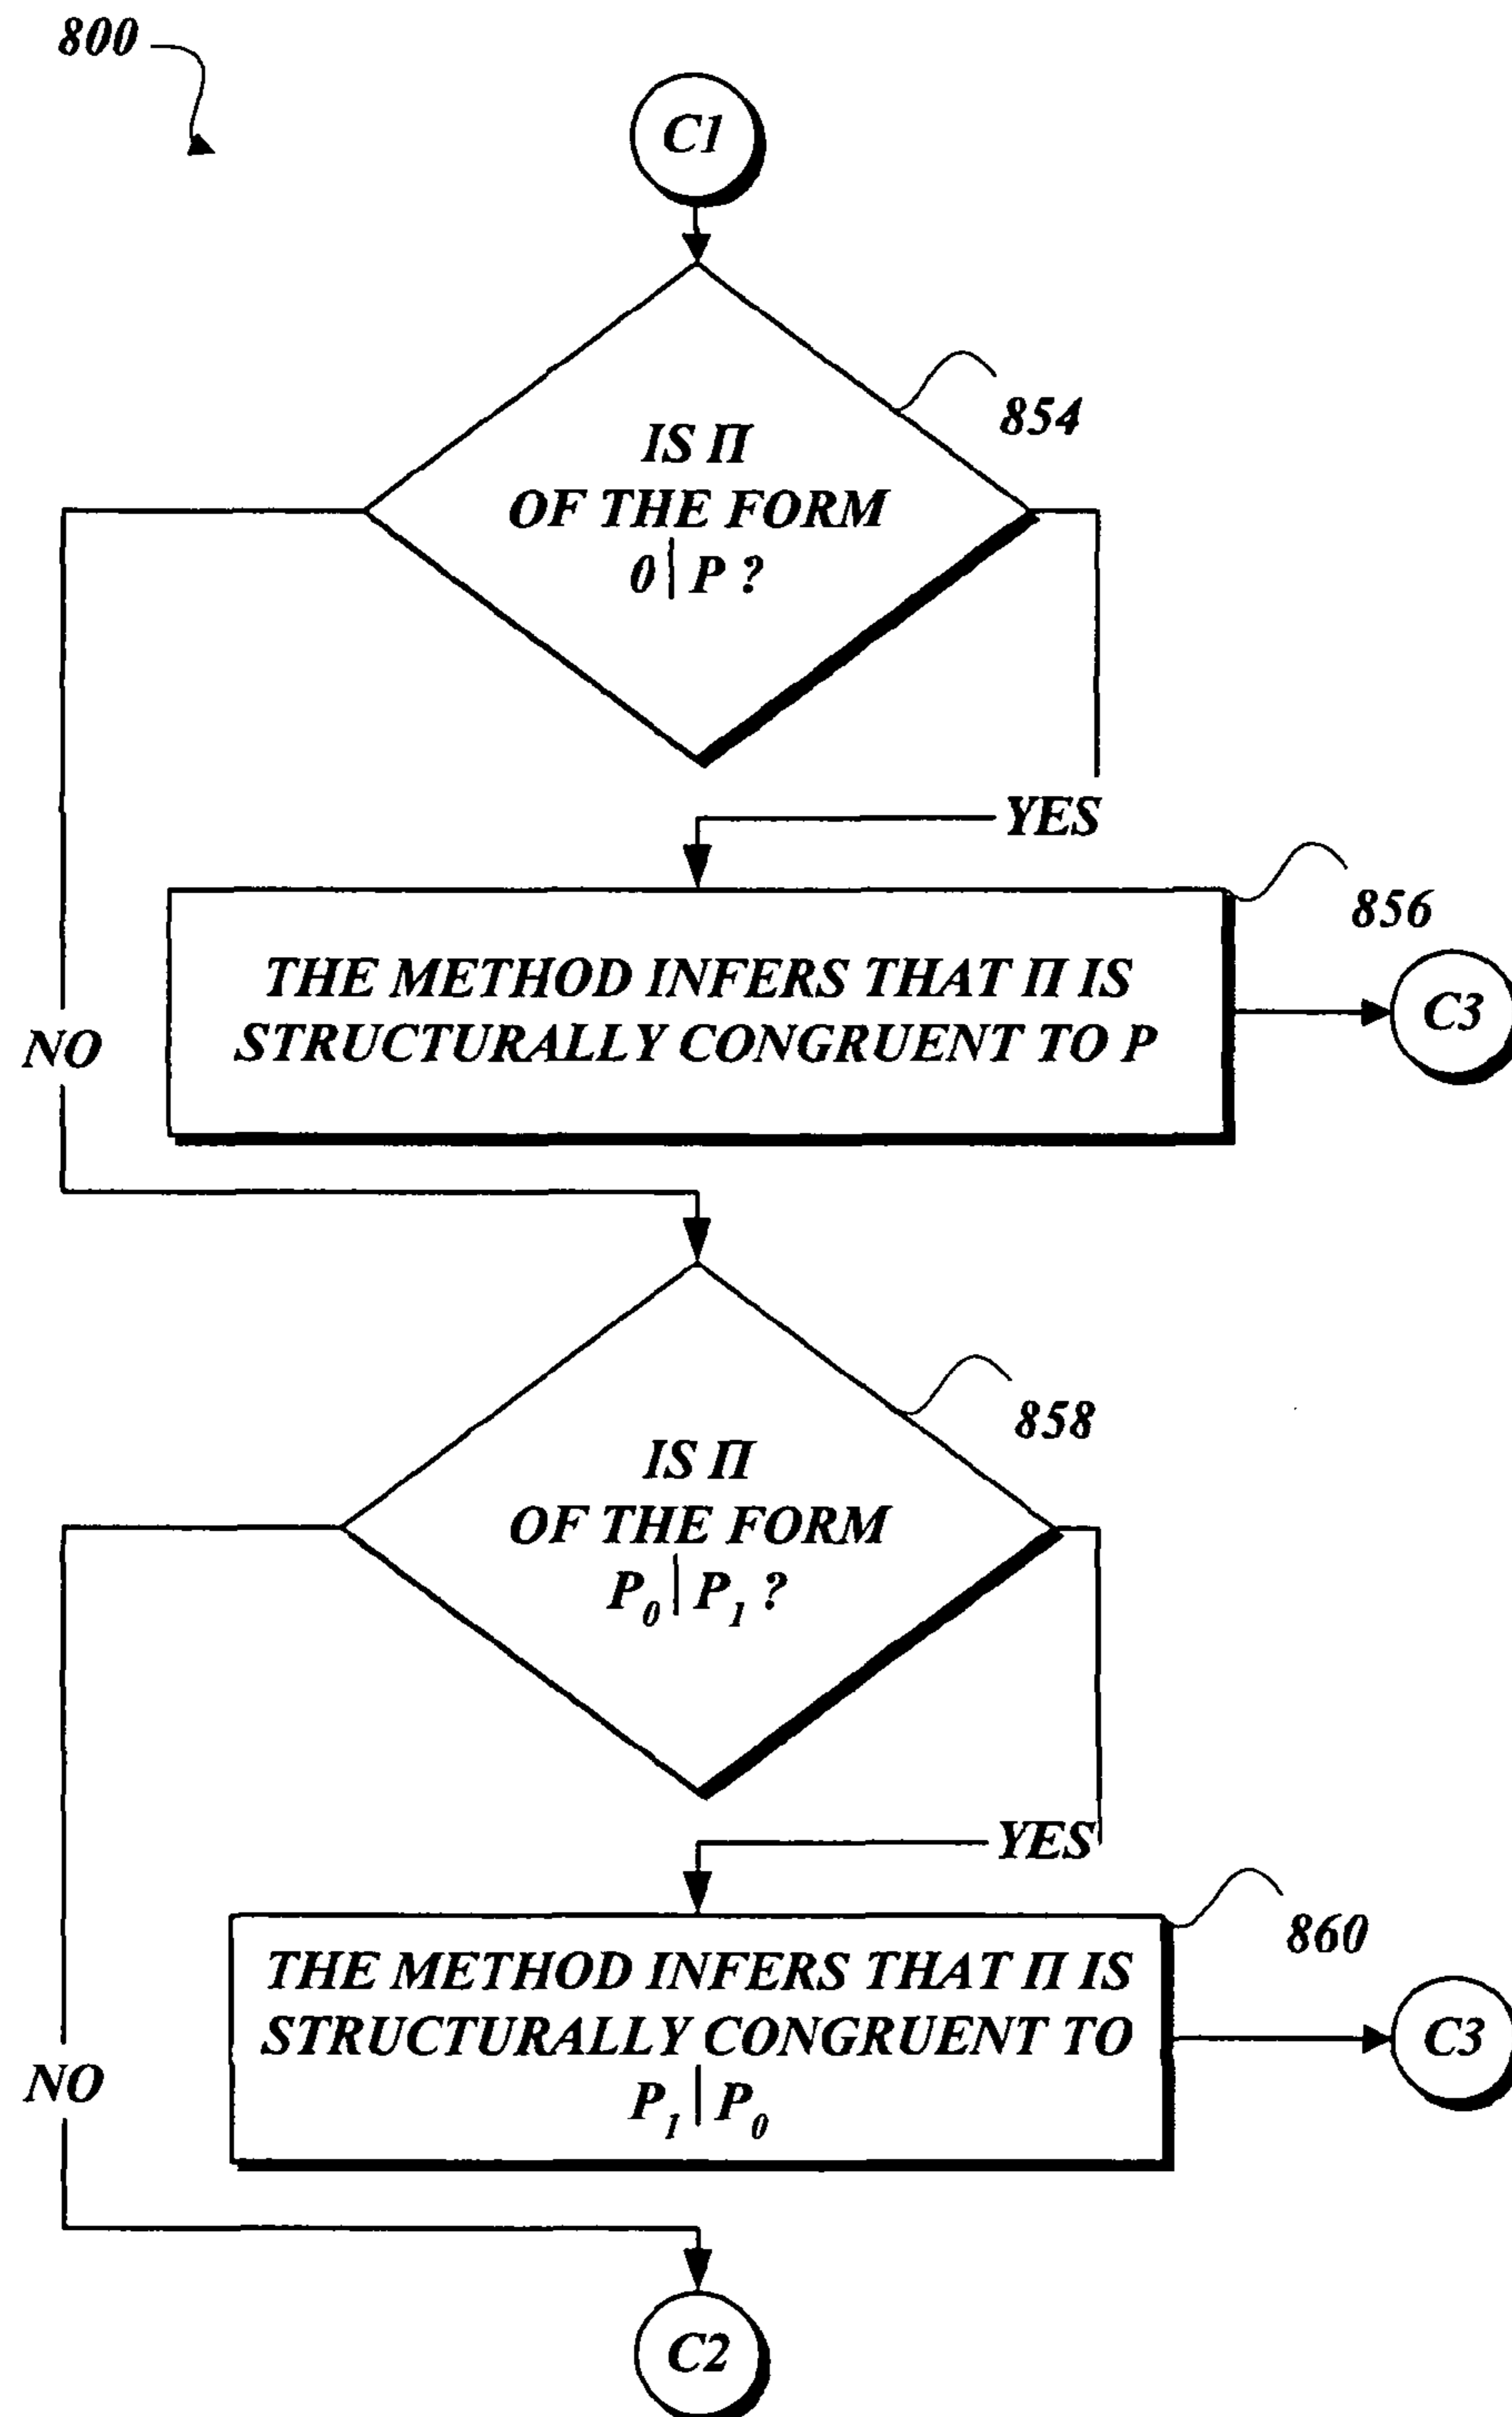 800
C1
854
IS Π
OF THE FORM
0 | P ?
YES
856
THE METHOD INFERS THAT Π IS
STRUCTURALLY CONGRUENT TO P
C3
NO
858
IS Π
OF THE FORM
P₀ | P₁ ?
YES
860
THE METHOD INFERS THAT Π IS
STRUCTURALLY CONGRUENT TO
P₁ | P₀
C3
NO
C2